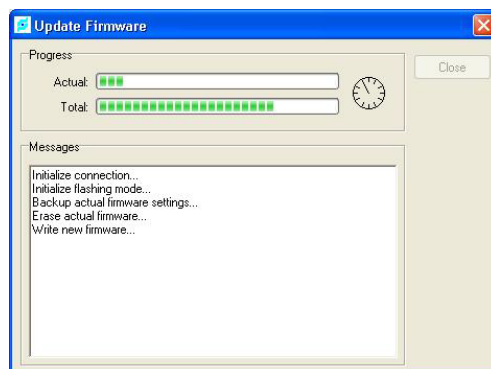 Update Firmware
Progress
Actual:
Close
Total:
Messages
Initialize connection...
Initialize flashing mode...
Backup actual firmware settings...
Erase actual firmware...
Write new firmware...